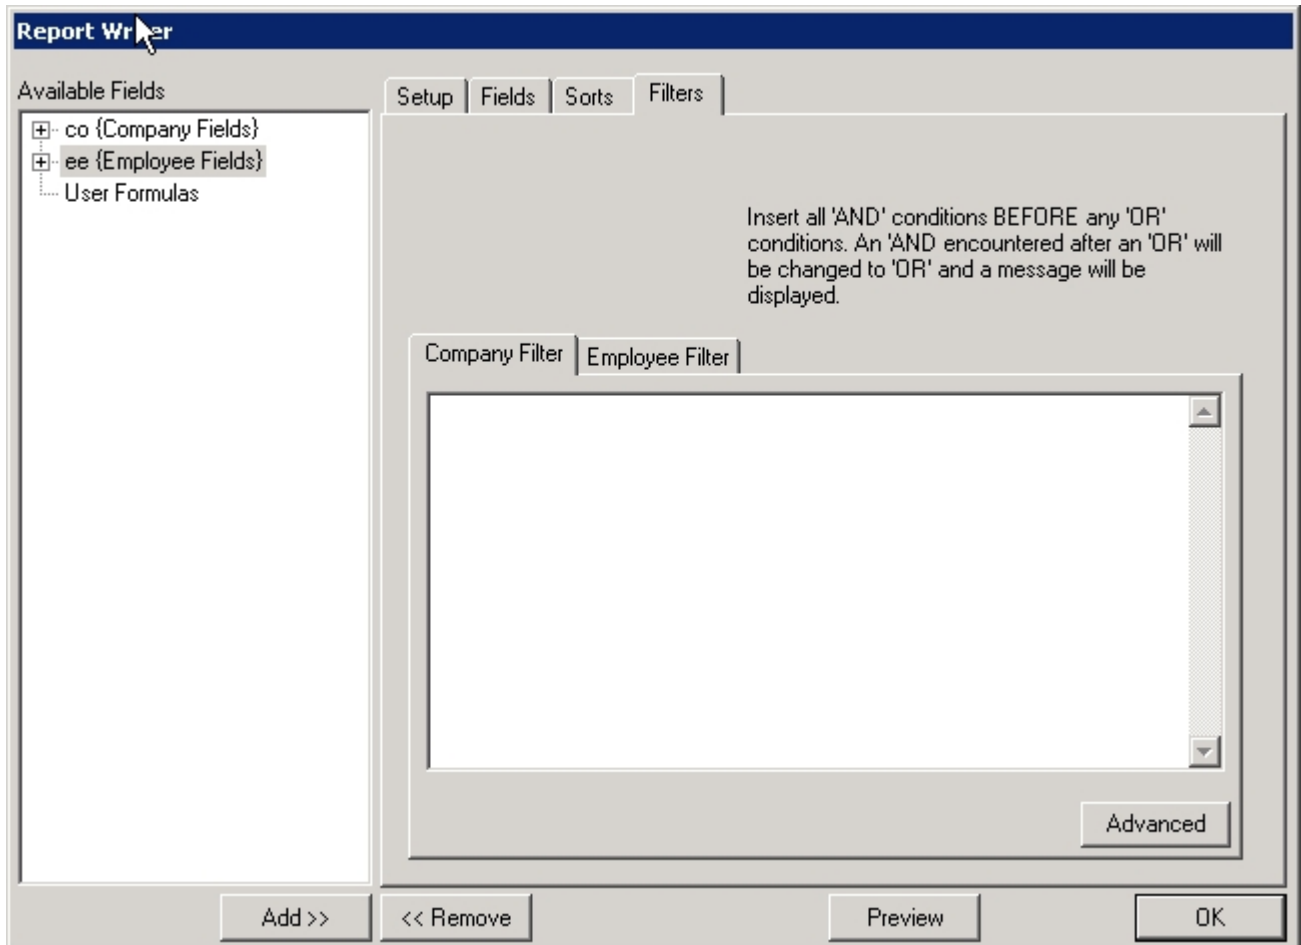 Report Writer
Available Fields
Setup Fields Sorts Filters
co {Company Fields}
ee {Employee Fields}
User Formulas
Insert all 'AND' conditions BEFORE any 'OR'
conditions. An 'AND encountered after an 'OR' will
be changed to 'OR' and a message will be
displayed.
Company Filter Employee Filter
Advanced
Add >> << Remove Preview OK